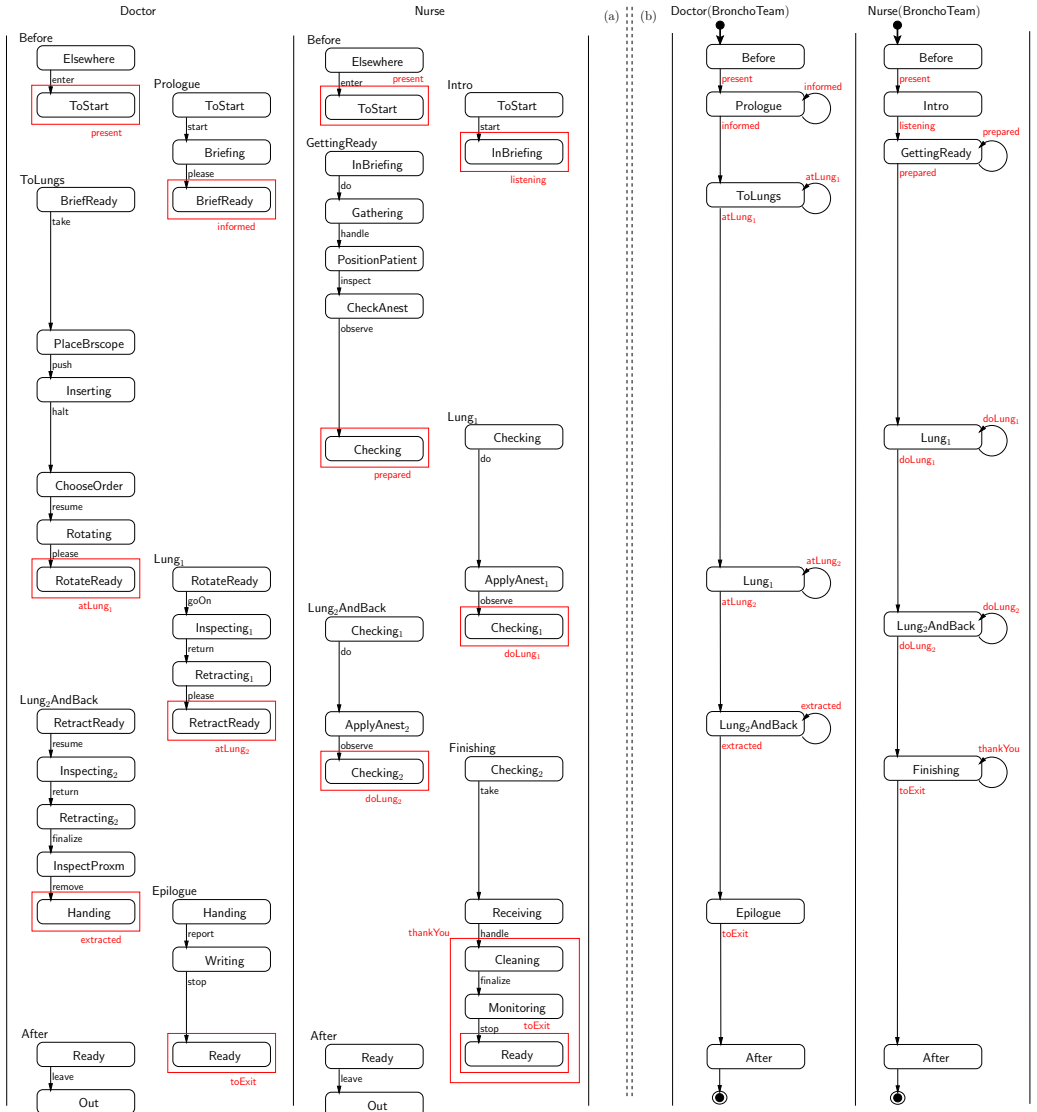 Doctor
Nurse
(a)
(b)
Doctor(BronchoTeam)
Nurse(BronchoTeam)
Before
Elsewhere
enter
ToStart
present
Prologue
ToStart
start
Briefing
please
BriefReady
informed
ToLungs
BriefReady
take
PlaceBrscope
push
Inserting
halt
ChooseOrder
resume
Rotating
please
RotateReady
atLung₁
Lung₁
RotateReady
goOn
Inspecting₁
return
Retracting₁
please
RetractReady
atLung₂
Lung₂AndBack
RetractReady
resume
Inspecting₂
return
Retracting₂
finalize
InspectProxm
remove
Handing
extracted
Epilogue
Handing
report
Writing
stop
Ready
toExit
After
Ready
leave
Out
Before
Elsewhere
present
enter
ToStart
Intro
ToStart
start
InBriefing
listening
GettingReady
InBriefing
do
Gathering
handle
PositionPatient
inspect
CheckAnest
observe
Checking
prepared
Lung₁
Checking
do
ApplyAnest₁
observe
Checking₁
doLung₁
Lung₂AndBack
Checking₁
do
ApplyAnest₂
observe
Checking₂
doLung₂
Finishing
Checking₂
take
Receiving
thankYou
handle
Cleaning
finalize
Monitoring
stop
toExit
Ready
After
Ready
leave
Out
Before
present
informed
Prologue
informed
atLung₁
ToLungs
atLung₁
atLung₂
Lung₁
atLung₂
extracted
Lung₂AndBack
extracted
Epilogue
toExit
After
Before
present
Intro
listening
prepared
GettingReady
prepared
doLung₁
Lung₁
doLung₁
doLung₂
Lung₂AndBack
doLung₂
thankYou
Finishing
toExit
After